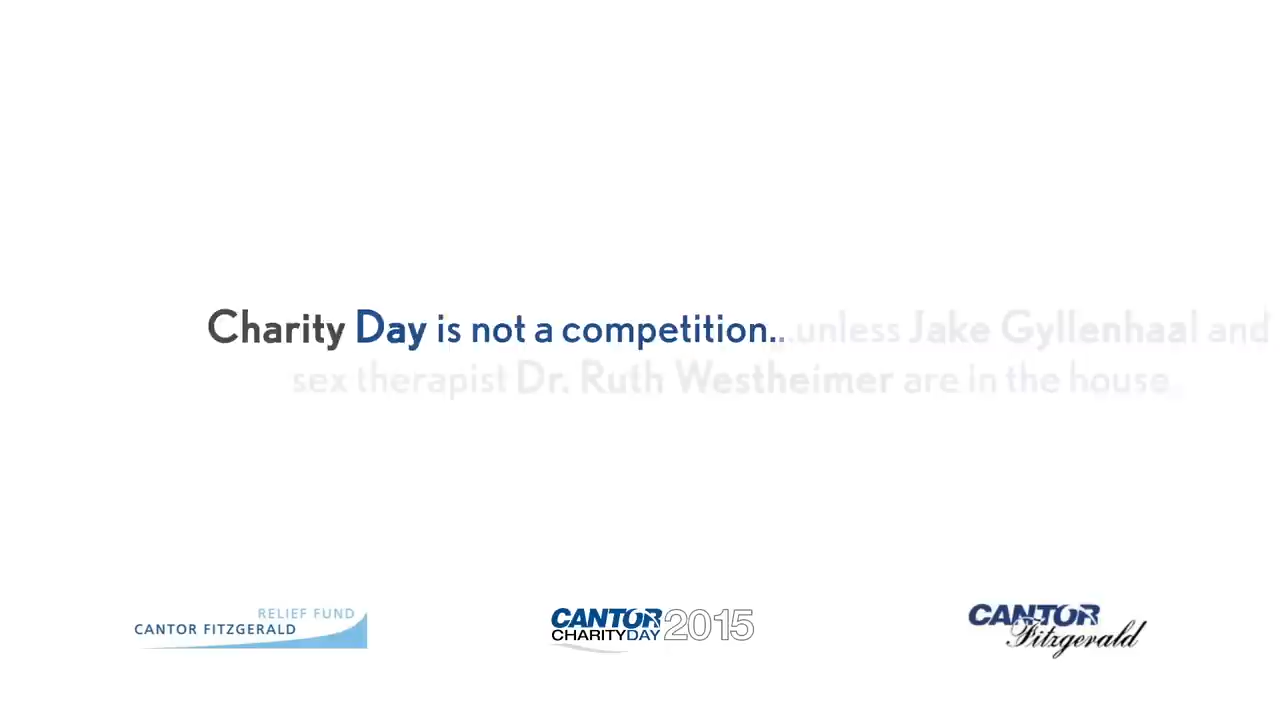 Charity Day is not a competition.....unless Jake Gyllenhaal and
sex therapist Dr. Ruth Westheimer are in the house
RELIEF FUND
CANTOR FITZGERALD
CANTOR 2015
CHARITYDAY
CANTOR
Fitzgerald